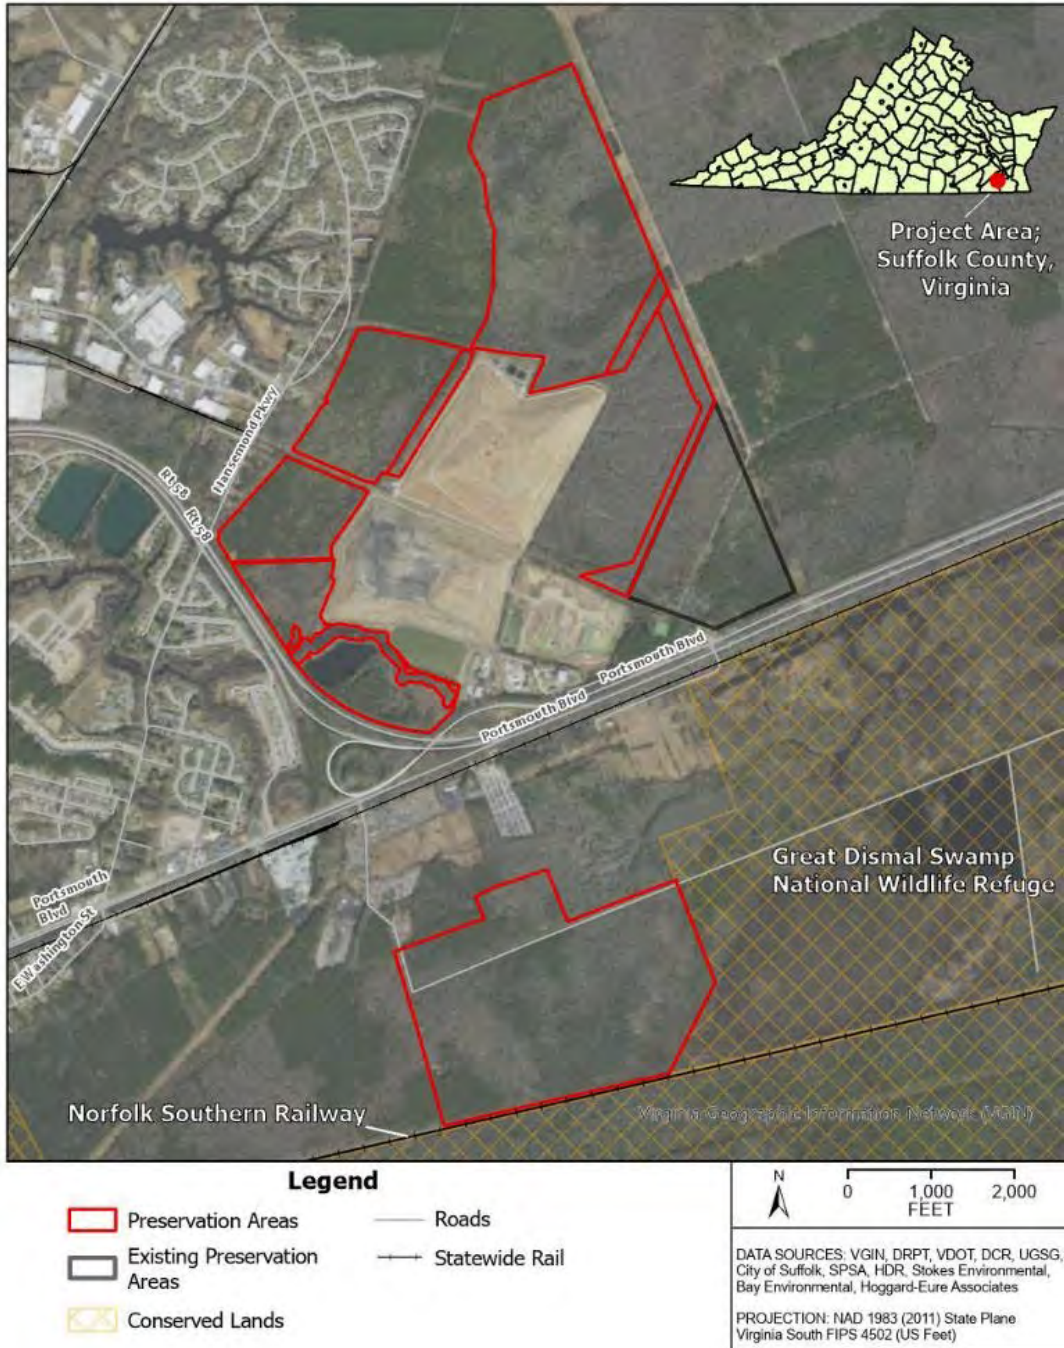 Project Area;
Suffolk County,
Virginia
Nansemond Pkwy
Rt 58
Rt 58
Portsmouth Blvd
Portsmouth Blvd
Great Dismal Swamp
National Wildlife Refuge
Portsmouth
Blvd
E Washington St
Norfolk Southern Railway
Virginia Geographic Information Network (VGIN)
Legend
Preservation Areas
Existing Preservation
Areas
Conserved Lands
Roads
Statewide Rail
N
0 1,000 2,000
FEET
DATA SOURCES: VGIN, DRPT, VDOT, DCR, UGSG,
City of Suffolk, SPSA, HDR, Stokes Environmental,
Bay Environmental, Hoggard-Eure Associates
PROJECTION: NAD 1983 (2011) State Plane
Virginia South FIPS 4502 (US Feet)